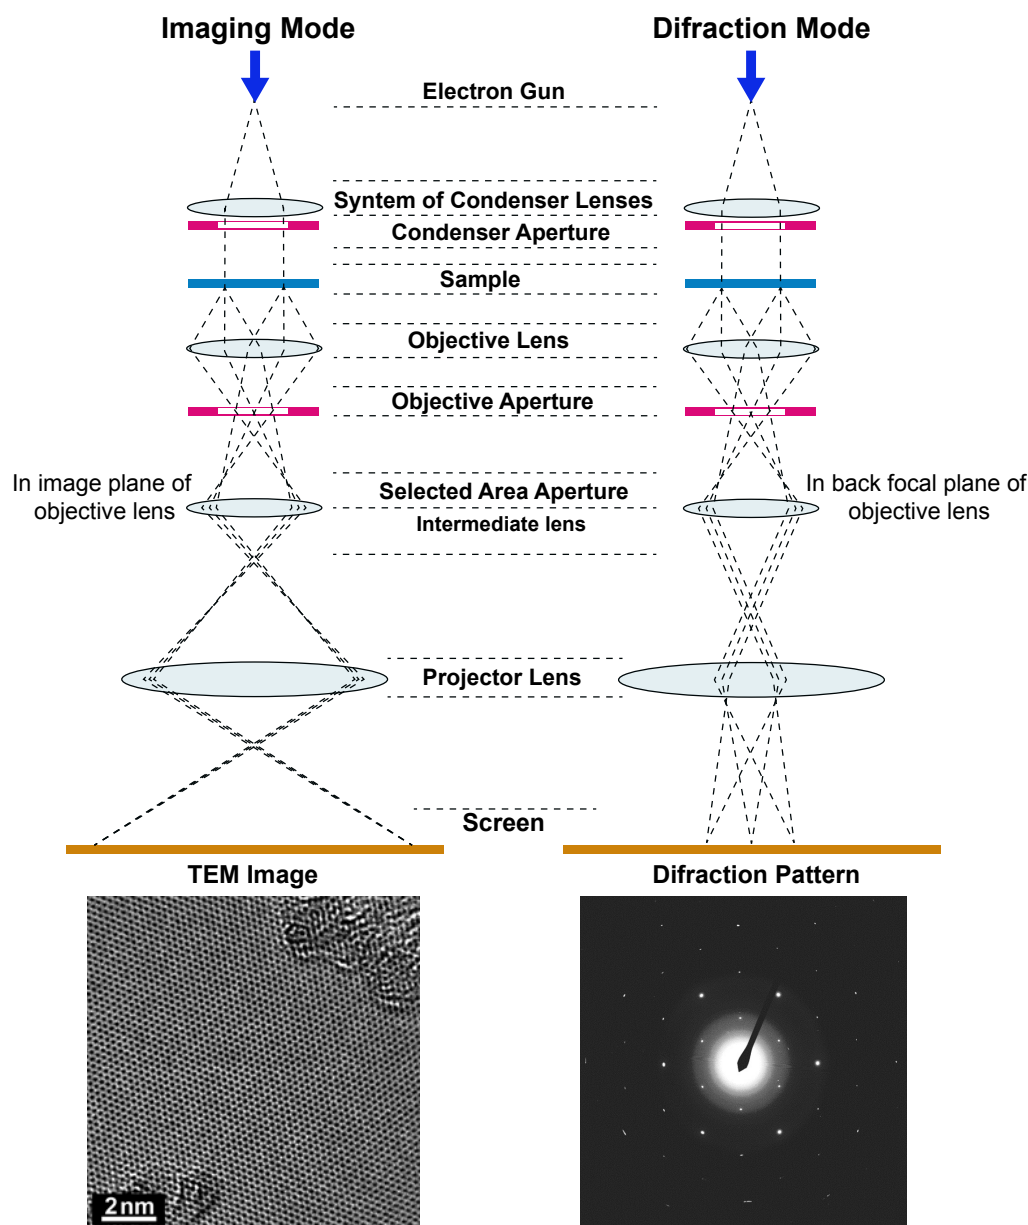 Imaging Mode
Difraction Mode
Electron Gun
Syntem of Condenser Lenses
Condenser Aperture
Sample
Objective Lens
Objective Aperture
In image plane of
objective lens
Selected Area Aperture
Intermediate lens
In back focal plane of
objective lens
Projector Lens
Screen
TEM Image
Difraction Pattern
2nm